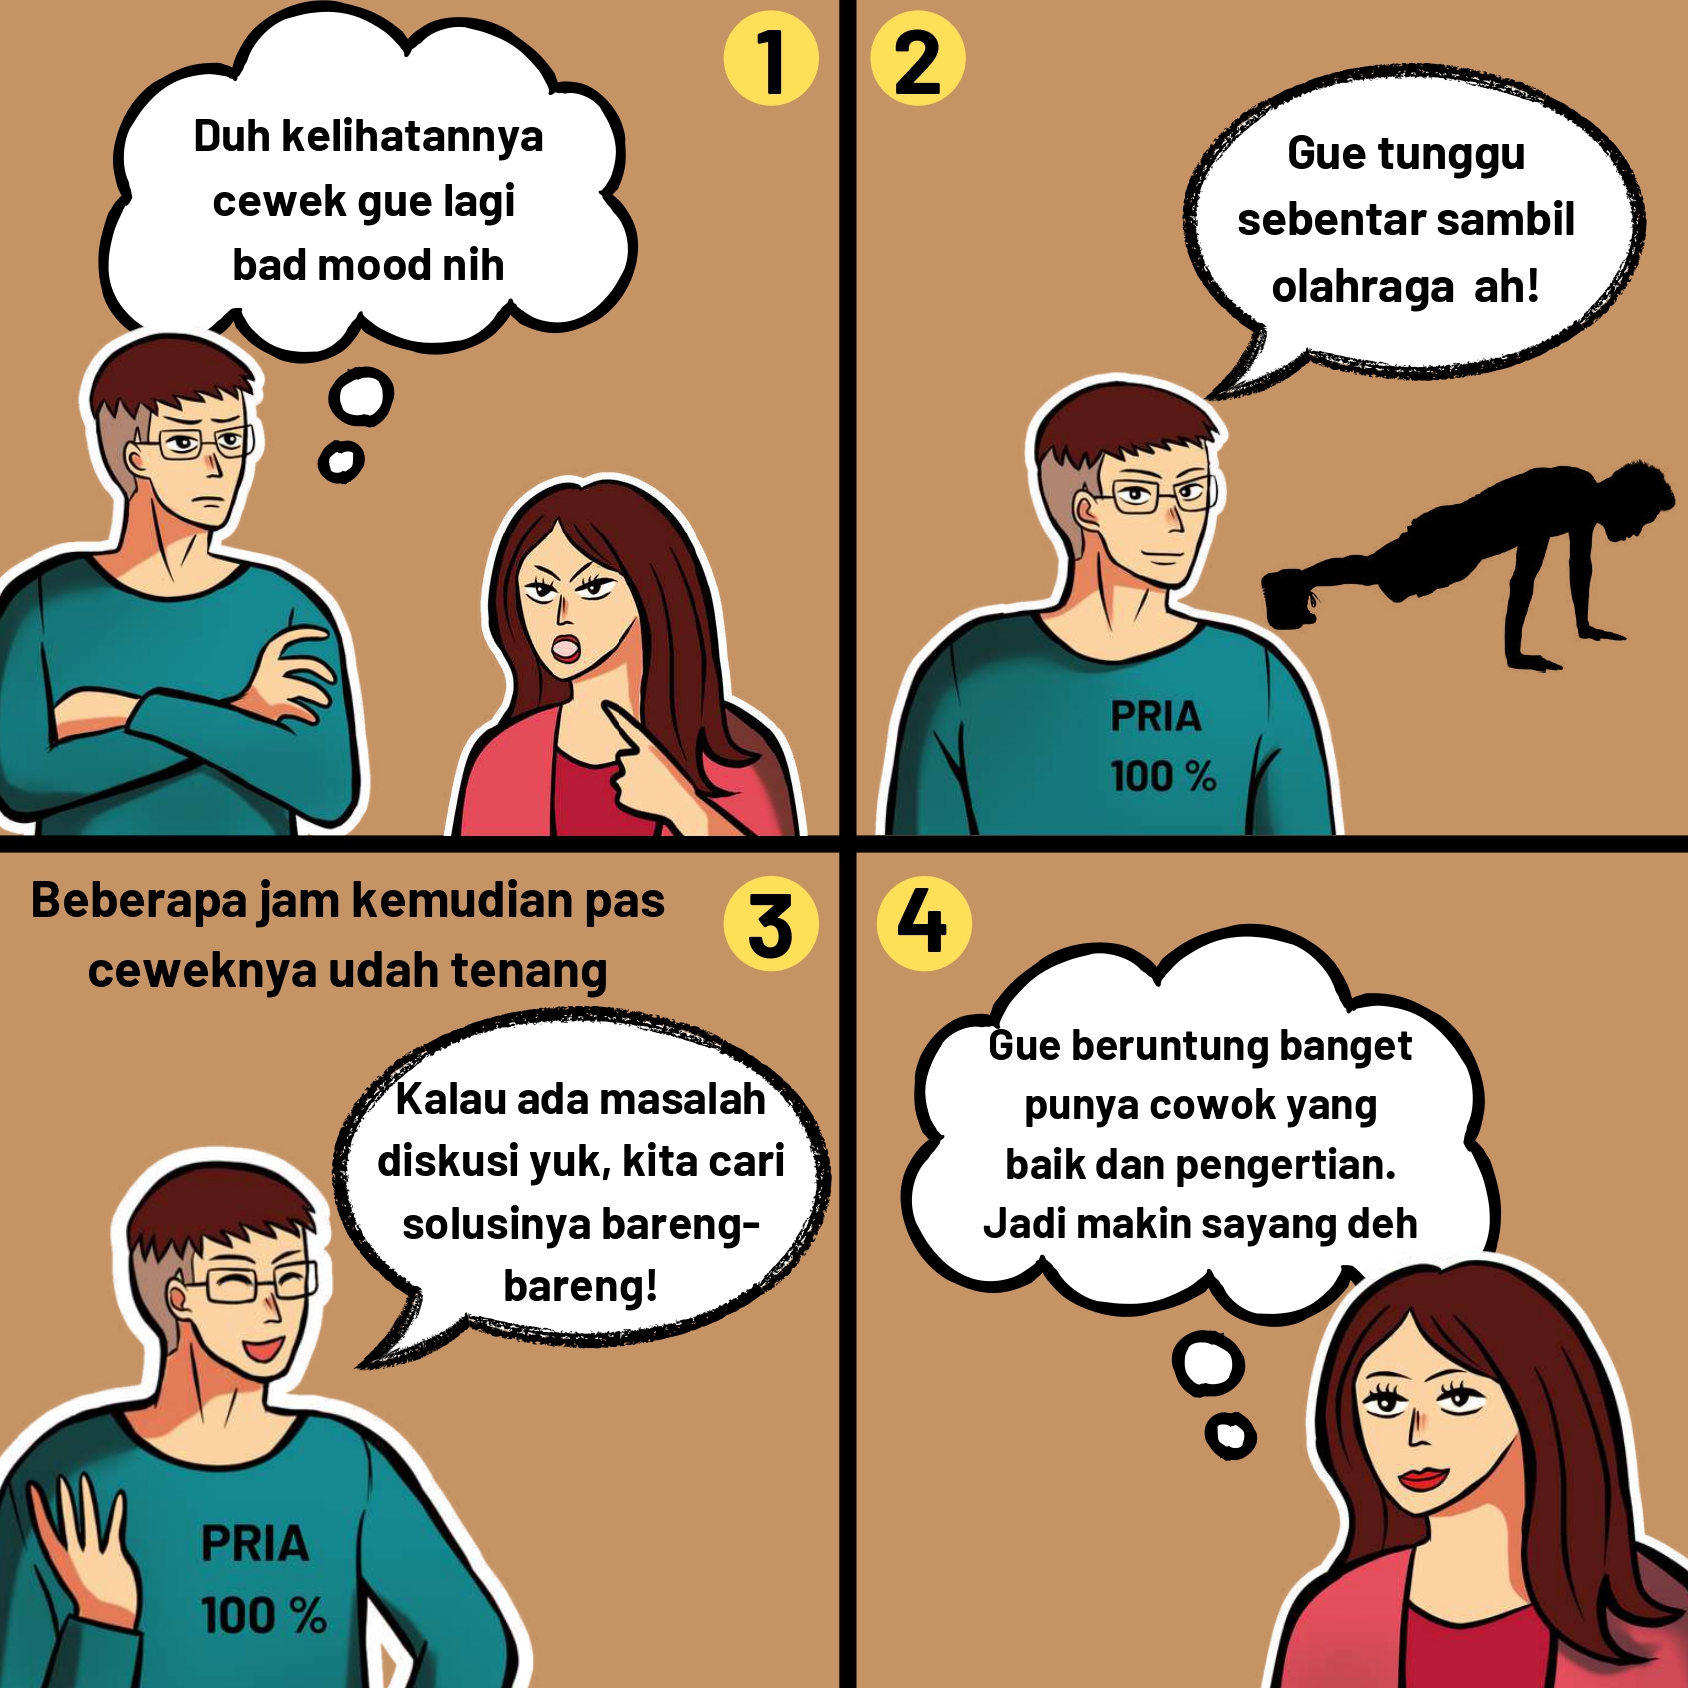 1
Duh kelihatannya
cewek gue lagi
bad mood nih
2
Gue tunggu
sebentar sambil
olahraga ah!
PRIA
100 %
3
Beberapa jam kemudian pas
ceweknya udah tenang
Kalau ada masalah
diskusi yuk, kita cari
solusinya bareng-
bareng!
PRIA
100 %
4
Gue beruntung banget
punya cowok yang
baik dan pengertian.
Jadi makin sayang deh